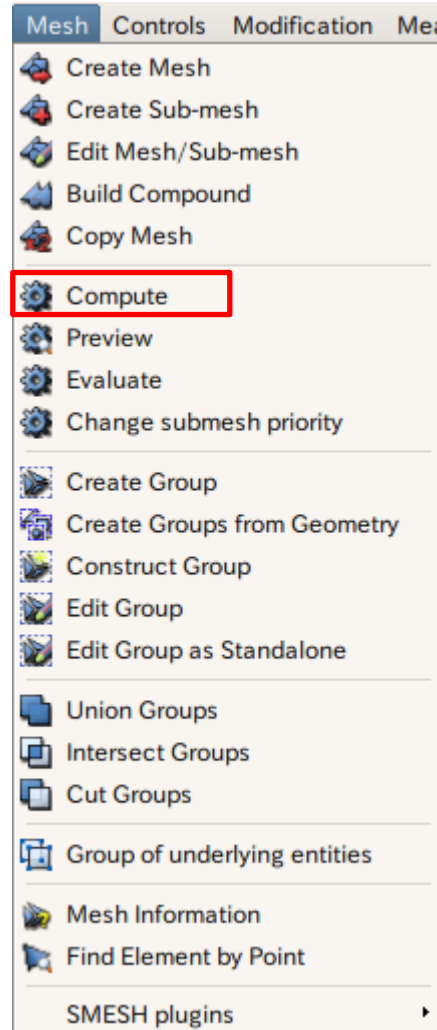 Mesh Controls Modification Mea
Create Mesh
Create Sub-mesh
Edit Mesh/Sub-mesh
Build Compound
Copy Mesh
Compute
Preview
Evaluate
Change submesh priority
Create Group
Create Groups from Geometry
Construct Group
Edit Group
Edit Group as Standalone
Union Groups
Intersect Groups
Cut Groups
Group of underlying entities
Mesh Information
Find Element by Point
SMESH plugins